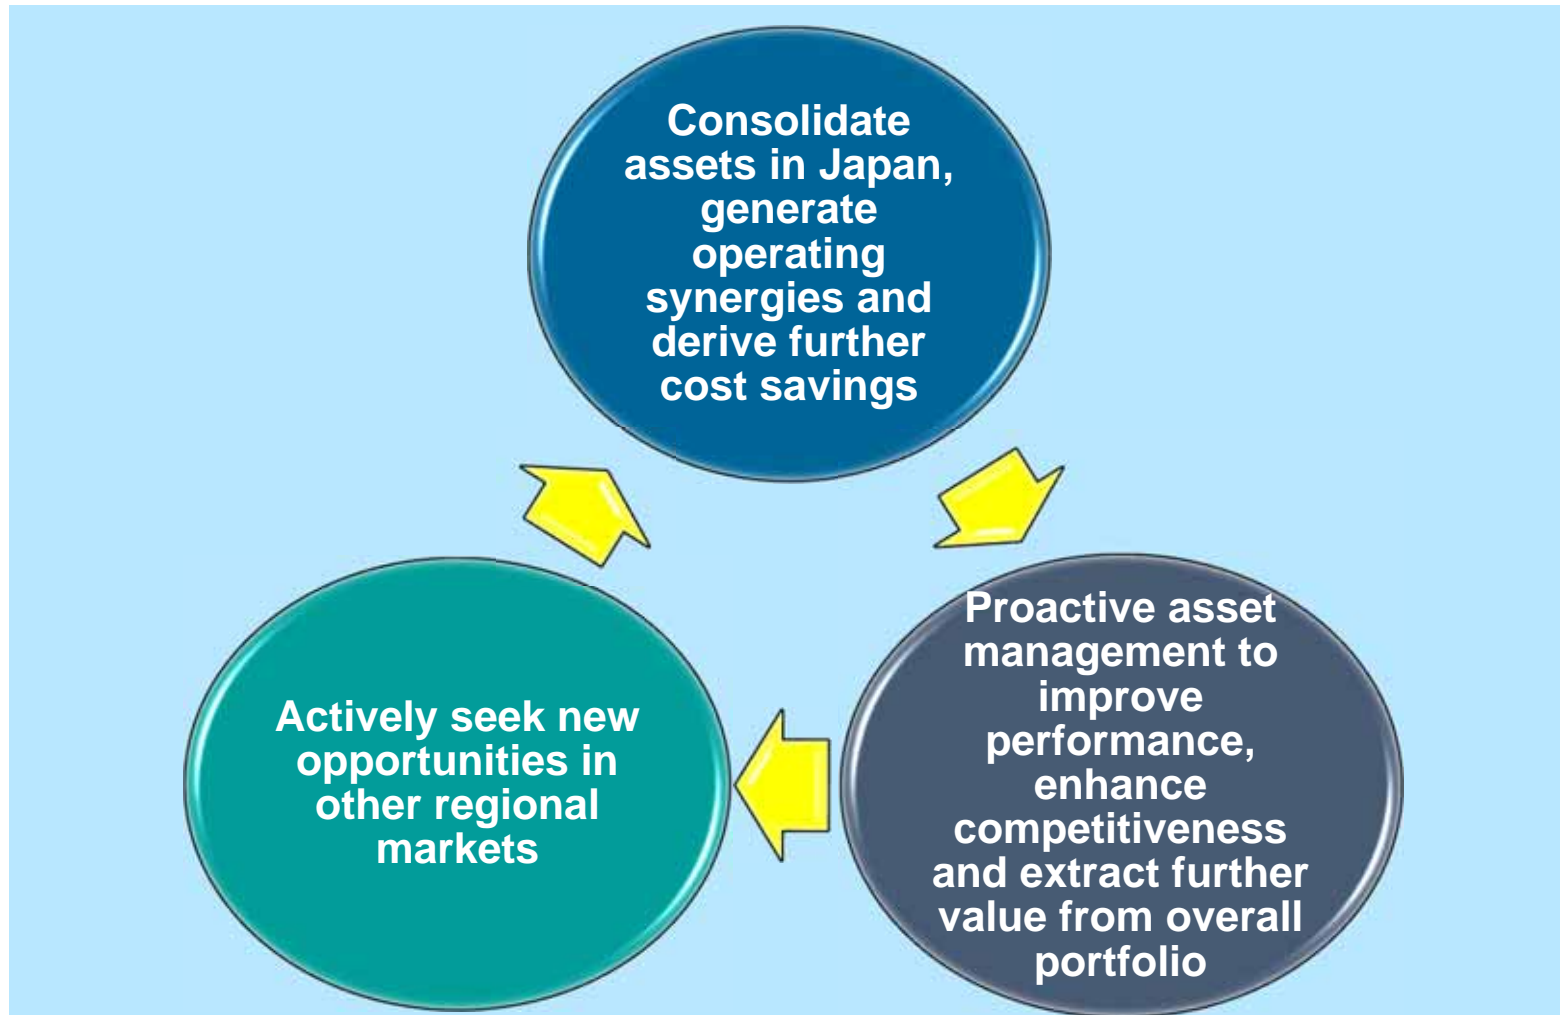 Consolidate
assets in Japan,
generate
operating
synergies and
derive further
cost savings
Proactive asset
management to
improve
performance,
enhance
competitiveness
and extract further
value from overall
portfolio
Actively seek new
opportunities in
other regional
markets